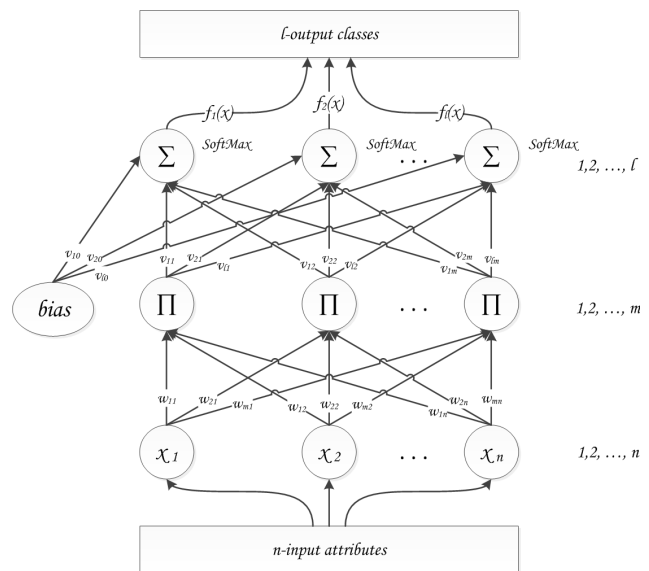 l-output classes
f1(x) f2(x) fl(x)
SoftMax SoftMax SoftMax
∑ ∑ . . . ∑ 1,2, ..., l
v10 v20 vl0 v11 v21 vl1 v12 v22 vl2 v1m v2m vlm
bias ∏ ∏ . . . ∏ 1,2, ..., m
w11 w21 wm1 w12 w22 wm2 w1n w2n wmn
x1 x2 . . . xn 1,2, ..., n
n-input attributes